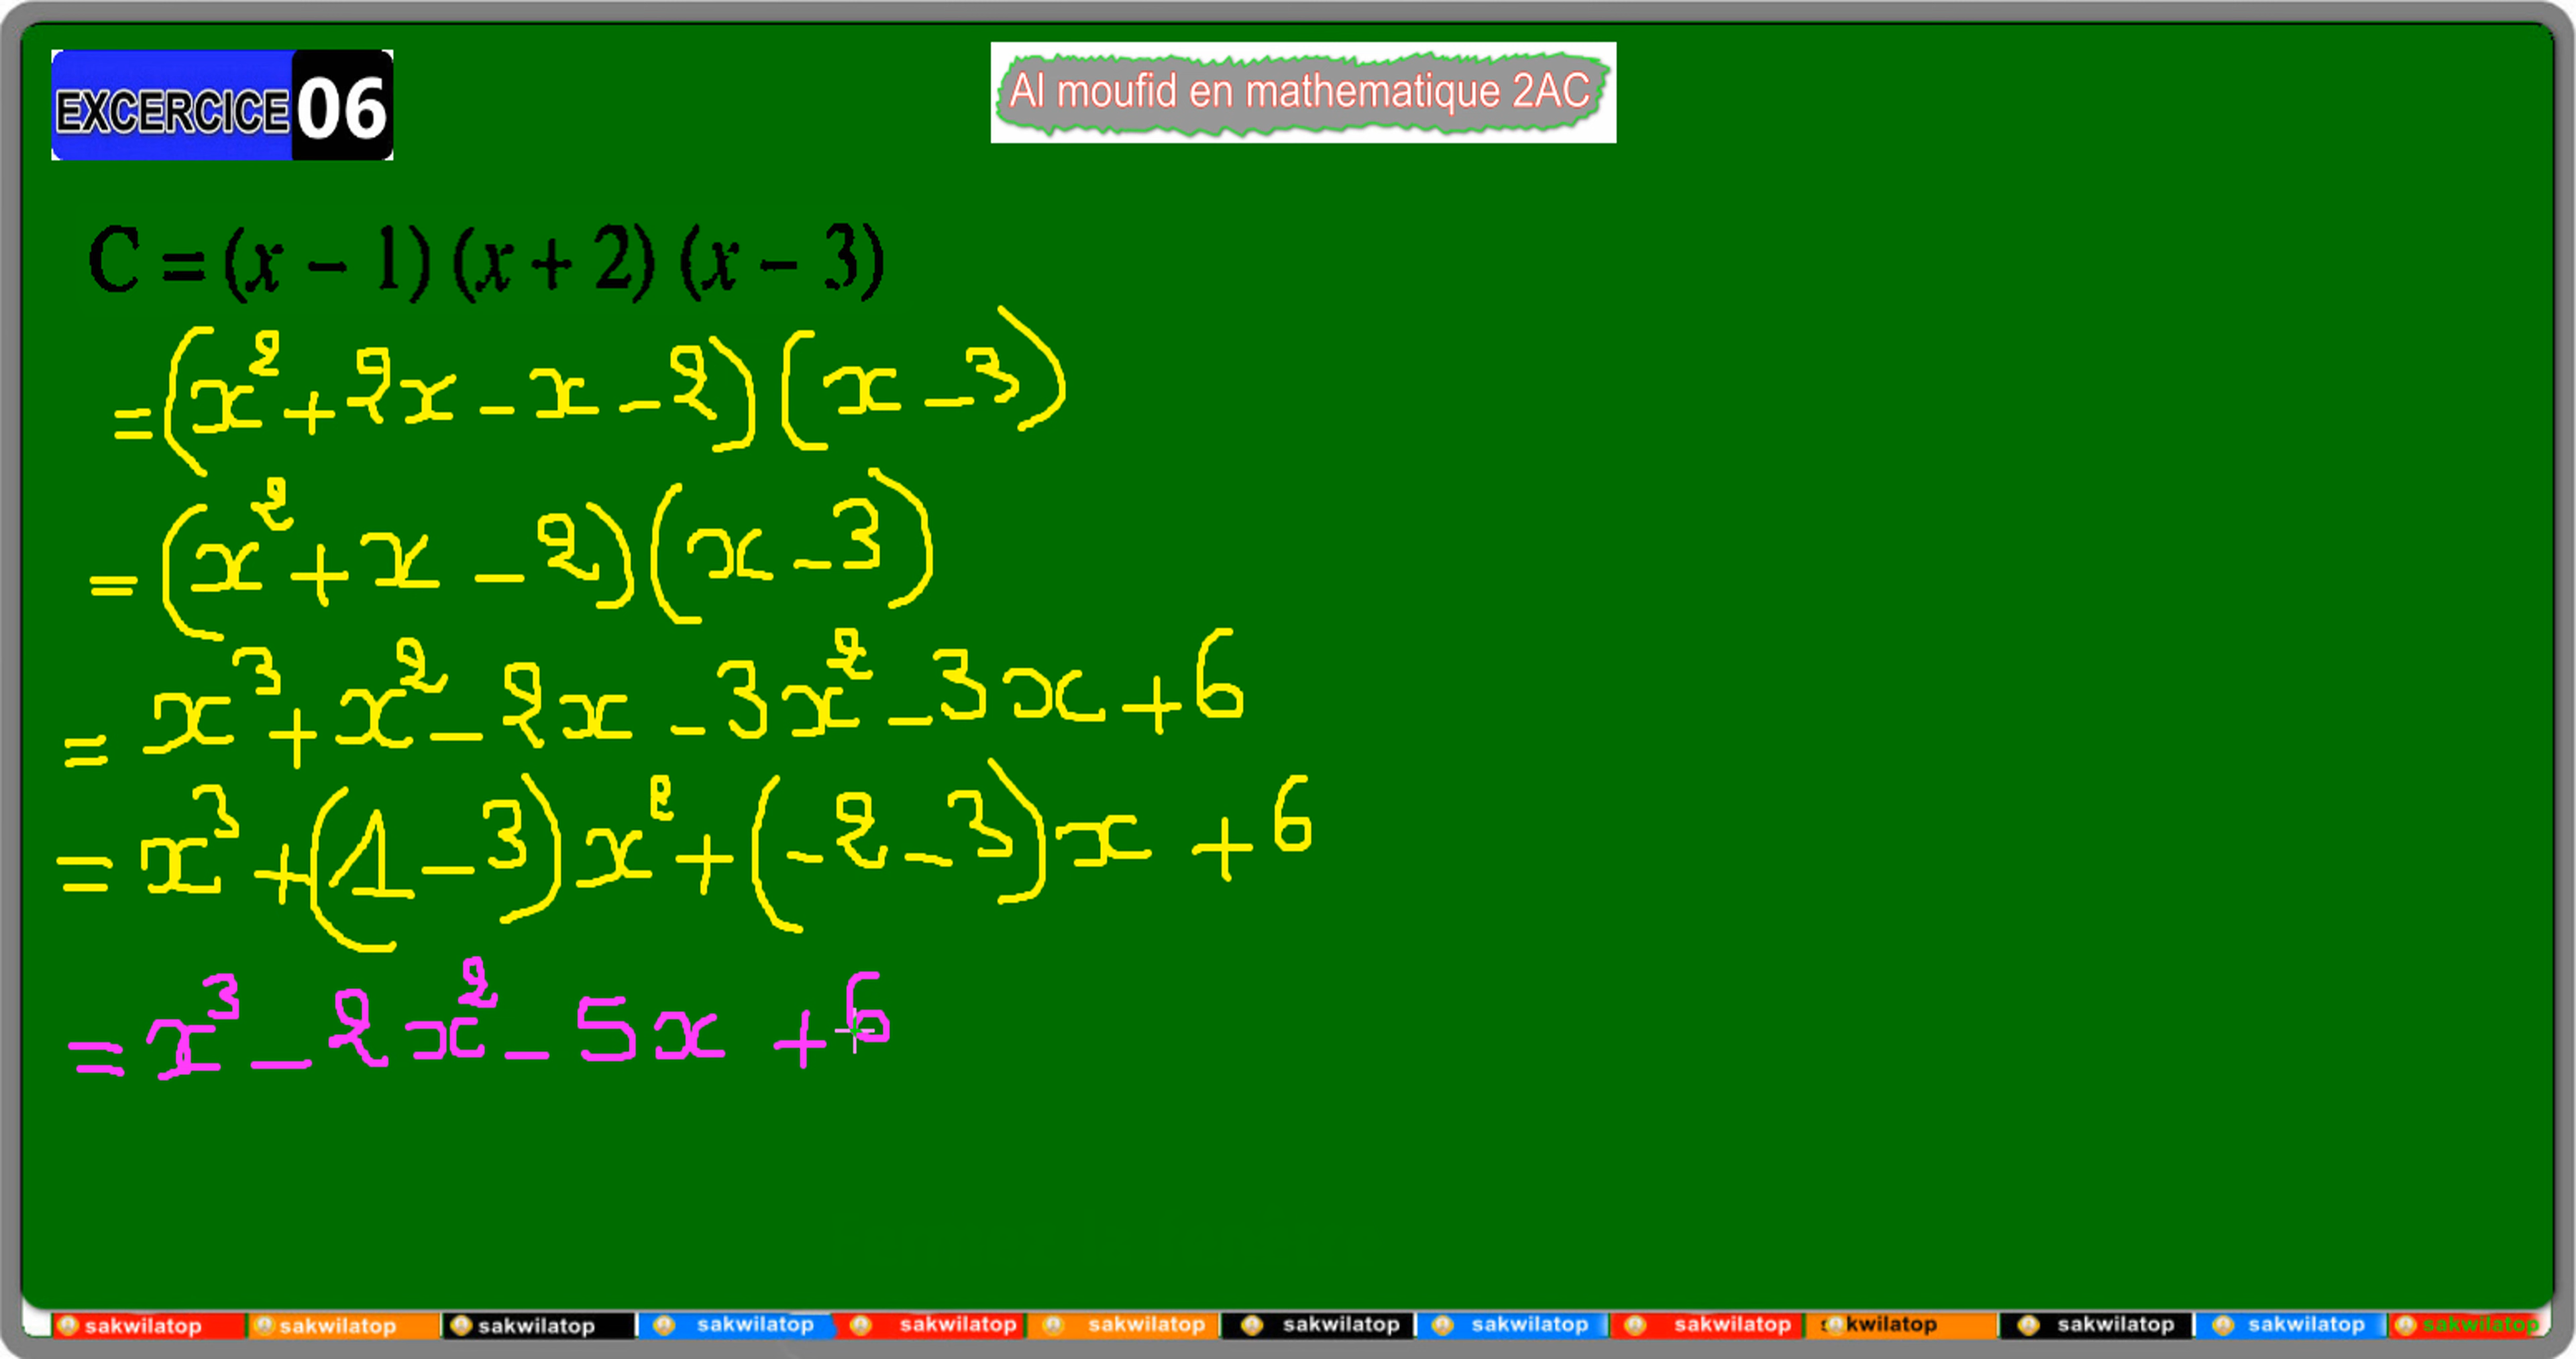 EXCERCICE 06
Al moufid en mathematique 2AC
C = (x – 1) (x + 2) (x – 3)
= (x² + 2x - x - 2) (x - 3)
= (x² + x - 2) (x - 3)
= x³ + x² - 2x - 3x² - 3x + 6
= x³ + (1 - 3) x² + (-2 - 3) x + 6
= x³ - 2x² - 5x + 6
sakwilatop sakwilatop sakwilatop sakwilatop sakwilatop sakwilatop sakwilatop sakwilatop sakwilatop kwilatop sakwilatop sakwilatop sakwilatop